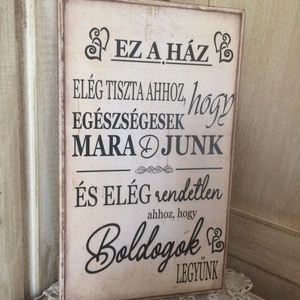 EZ A HÁZ
ELÉG TISZTA AHHOZ, hogy
EGÉSZSÉGESEK
MARADJUNK
ÉS ELÉG rendetlen
ahhoz, hogy
Boldogok
LEGYÜNK